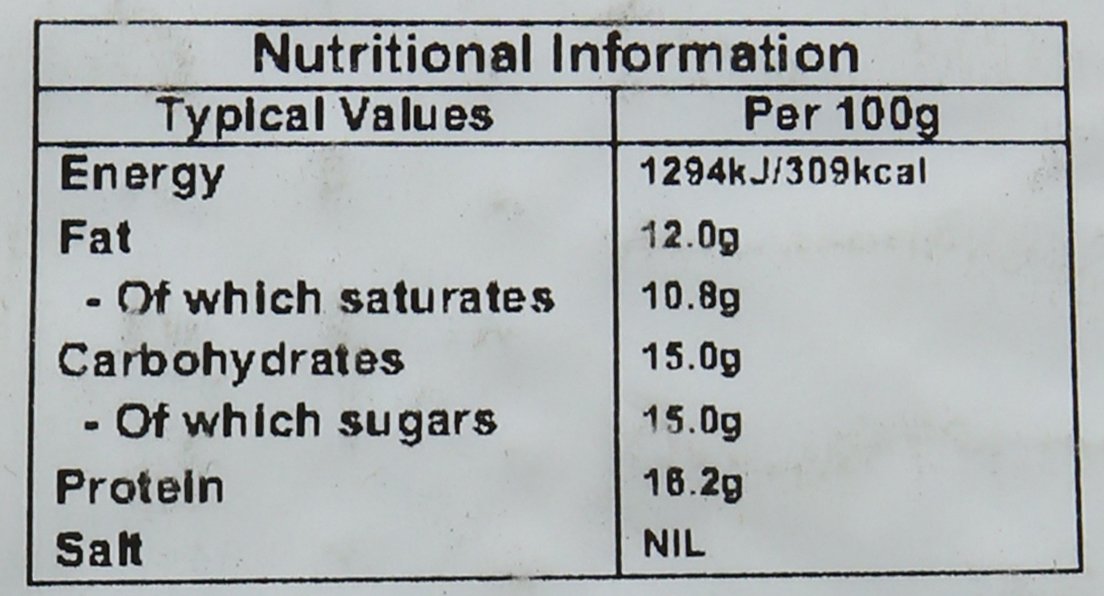 Nutritional Information
Typical Values Per 100g
Energy 1294kJ/309kcal
Fat 12.0g
- Of which saturates 10.8g
Carbohydrates 15.0g
- Of which sugars 15.0g
Protein 16.2g
Salt NIL